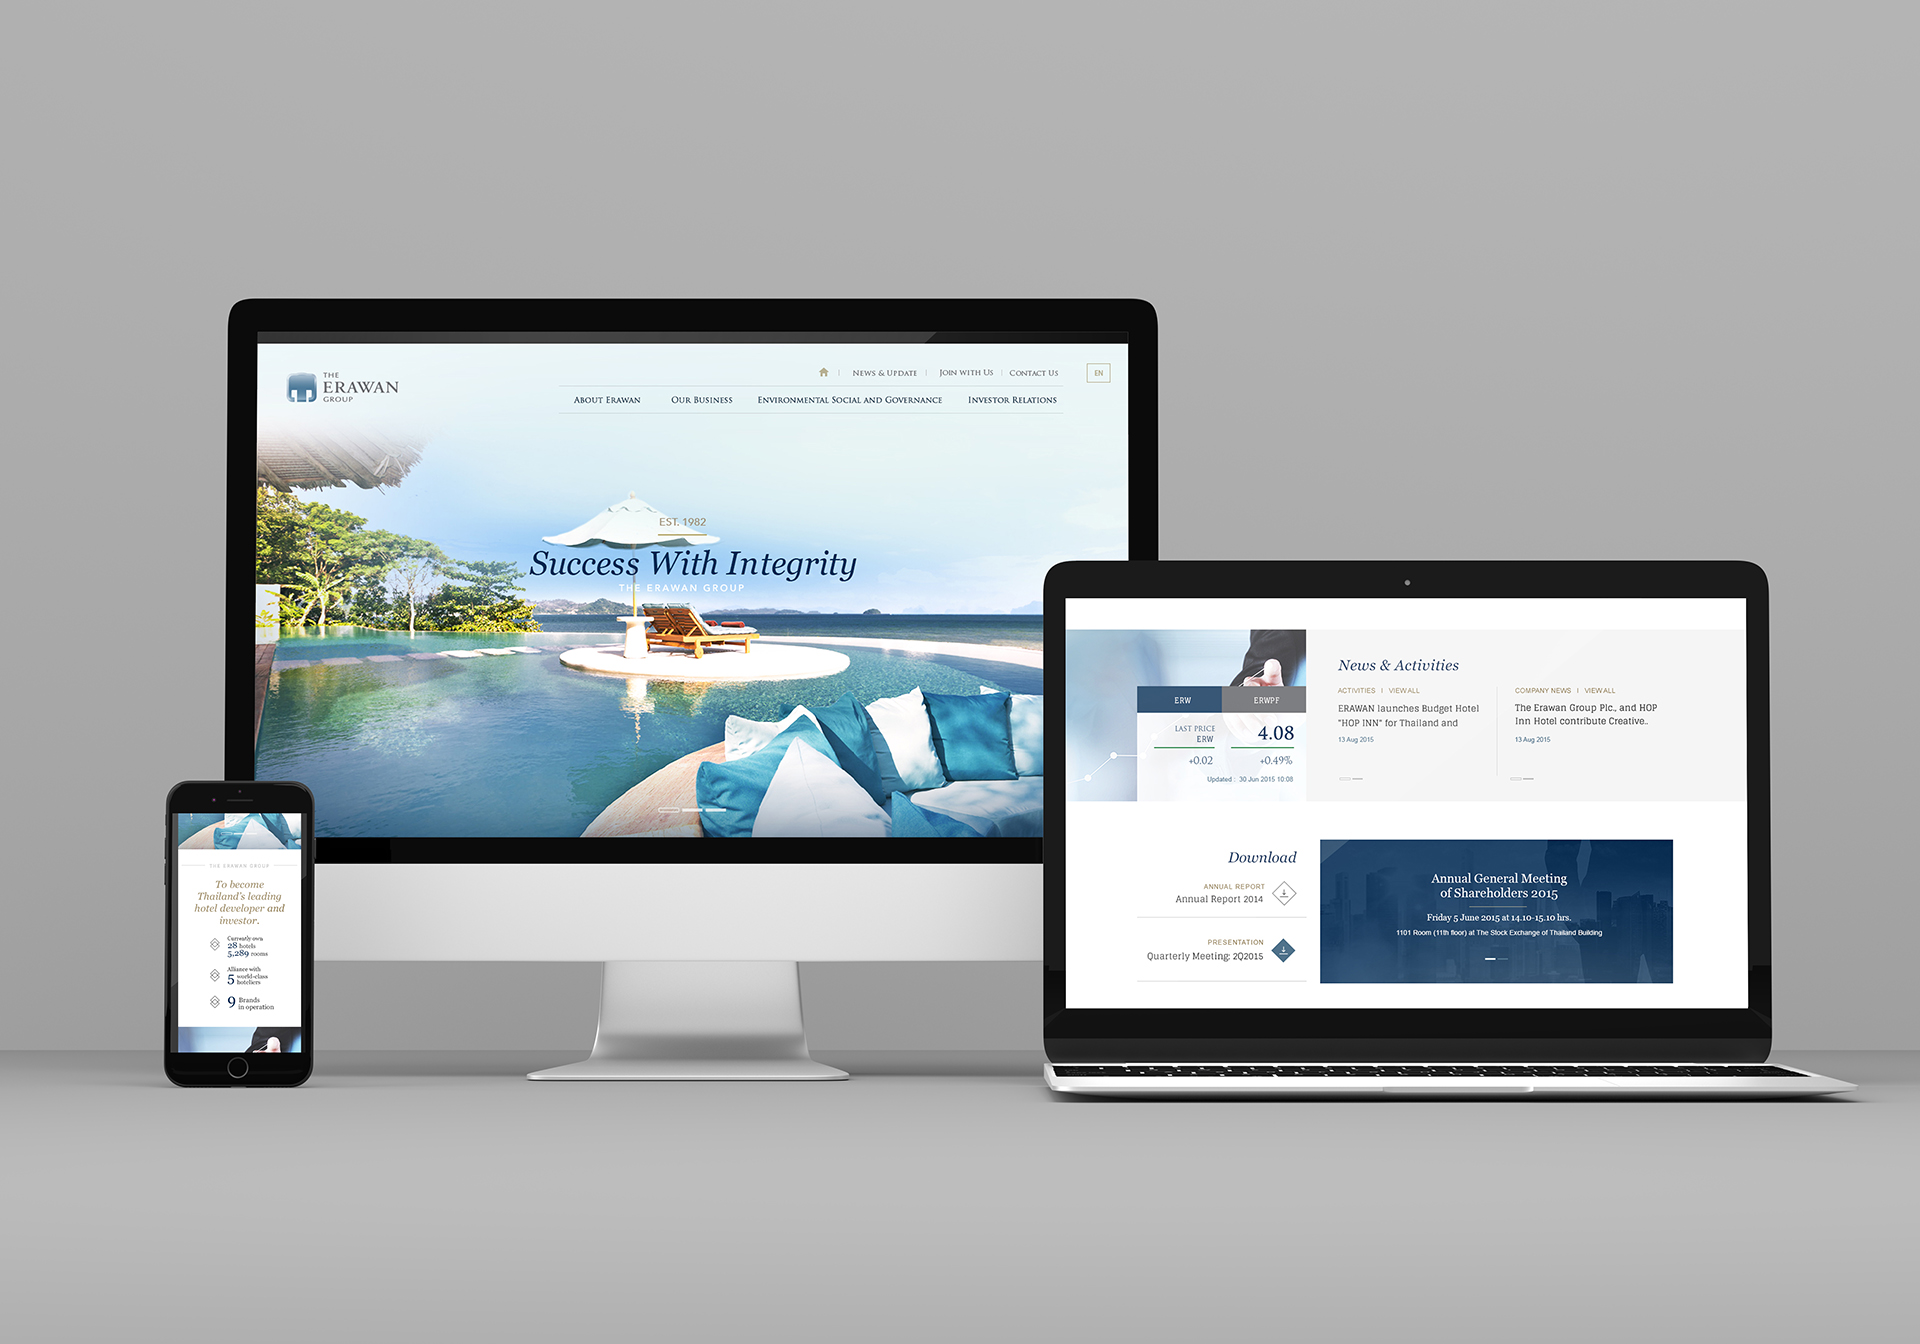 THE
ERAWAN
GROUP
News & Update
Join with Us
Contact Us
EN
About Erawan
Our Business
Environmental Social and Governance
Investor Relations
EST. 1982
Success With Integrity
THE ERAWAN GROUP
THE ERAWAN GROUP
To become
Thailand's leading
hotel developer and
investor.
Currently own
28 hotels
5,289 rooms
Alliance with
5 world-class
hoteliers
9 Brands
in operation
ERW
ERWPF
LAST PRICE
ERW
4.08
+0.02
+0.49%
Updated : 30 Jun 2015 10:08
News & Activities
ACTIVITIES | VIEW ALL
ERAWAN launches Budget Hotel
"HOP INN" for Thailand and
13 Aug 2015
COMPANY NEWS | VIEW ALL
The Erawan Group Plc., and HOP
Inn Hotel contribute Creative..
13 Aug 2015
Download
ANNUAL REPORT
Annual Report 2014
PRESENTATION
Quarterly Meeting: 2Q2015
Annual General Meeting
of Shareholders 2015
Friday 5 June 2015 at 14.10-15.10 hrs.
1101 Room (11th floor) at The Stock Exchange of Thailand Building